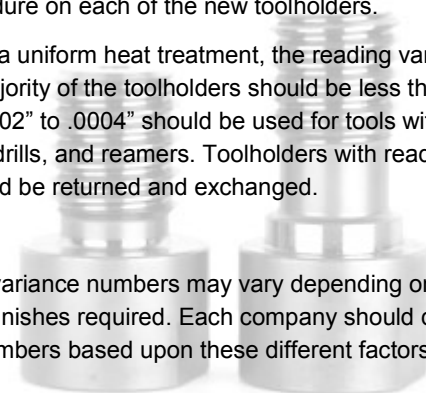 dure on each of the new toolholders.
a uniform heat treatment, the reading var
jority of the toolholders should be less th
02” to .0004” should be used for tools wit
drills, and reamers. Toolholders with read
d be returned and exchanged.
variance numbers may vary depending on
nishes required. Each company should d
mbers based upon these different factors